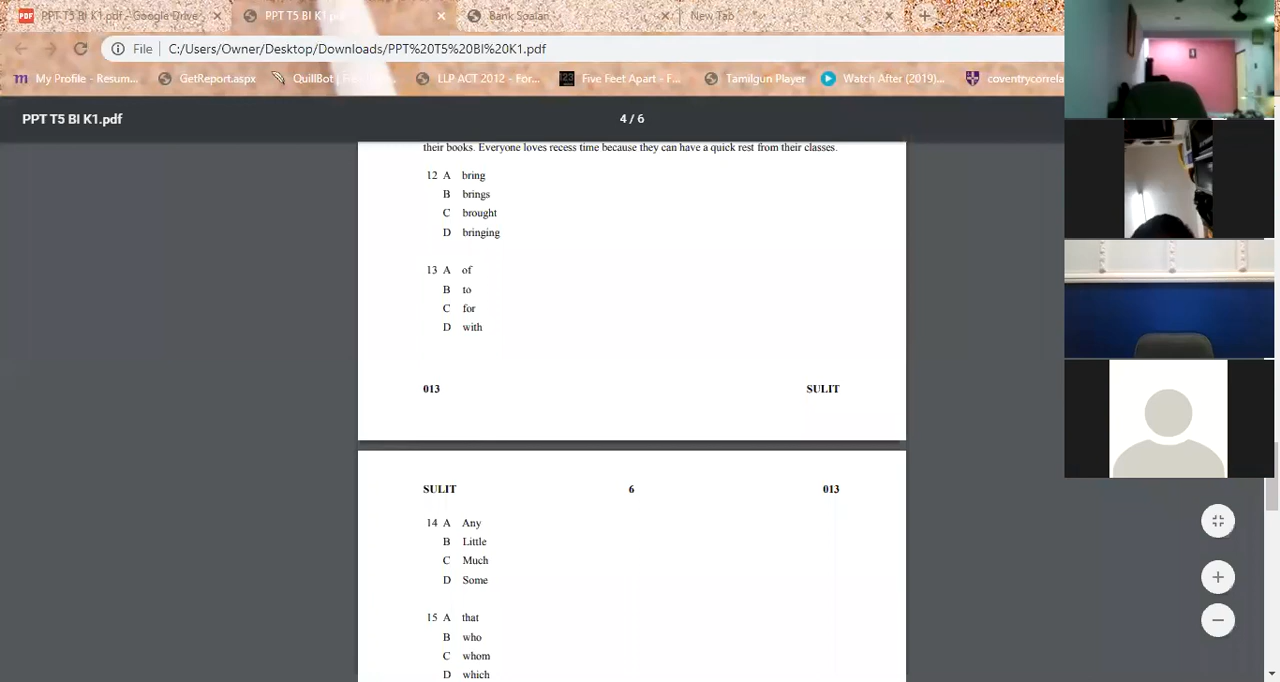 PPT T5 BI K1.pdf - Google Drive
PPT T5 BI K1.pdf
Bank Soalan
New Tab
File
C:/Users/Owner/Desktop/Downloads/PPT%20T5%20BI%20K1.pdf
My Profile - Resum...
GetReport.aspx
QuillBot
LLP ACT 2012 - For...
Five Feet Apart - F...
Tamilgun Player
Watch After (2019)...
coventrycorrela
PPT T5 BI K1.pdf
4 / 6
their books. Everyone loves recess time because they can have a quick rest from their classes.
12 A bring
B brings
C brought
D bringing
13 A of
B to
C for
D with
013
SULIT
SULIT
6
013
14 A Any
B Little
C Much
D Some
15 A that
B who
C whom
D which